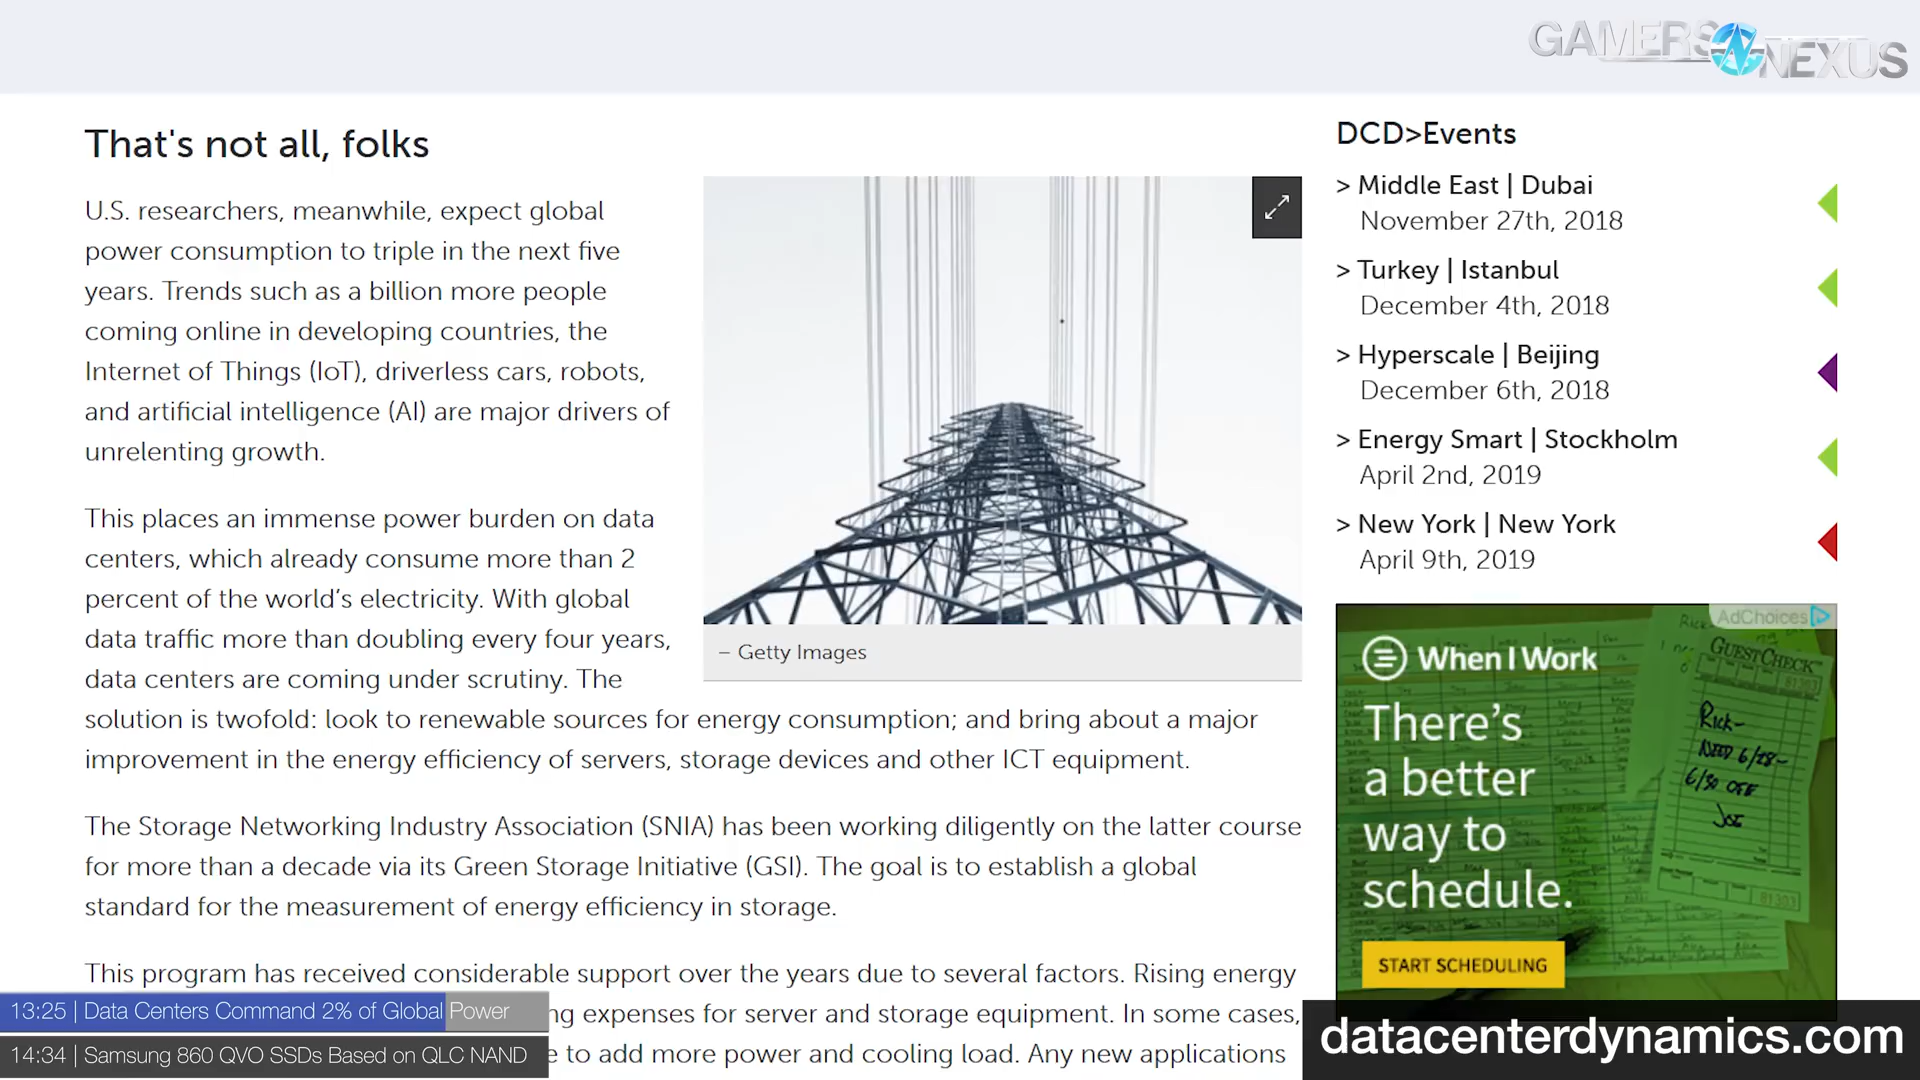 GAMERS NEXUS
That's not all, folks
U.S. researchers, meanwhile, expect global
power consumption to triple in the next five
years. Trends such as a billion more people
coming online in developing countries, the
Internet of Things (IoT), driverless cars, robots,
and artificial intelligence (AI) are major drivers of
unrelenting growth.
This places an immense power burden on data
centers, which already consume more than 2
percent of the world's electricity. With global
data traffic more than doubling every four years,
data centers are coming under scrutiny. The
solution is twofold: look to renewable sources for energy consumption; and bring about a major
improvement in the energy efficiency of servers, storage devices and other ICT equipment.
– Getty Images
The Storage Networking Industry Association (SNIA) has been working diligently on the latter course
for more than a decade via its Green Storage Initiative (GSI). The goal is to establish a global
standard for the measurement of energy efficiency in storage.
This program has received considerable support over the years due to several factors. Rising energy
ng expenses for server and storage equipment. In some cases,
e to add more power and cooling load. Any new applications
DCD>Events
> Middle East | Dubai
November 27th, 2018
> Turkey | Istanbul
December 4th, 2018
> Hyperscale | Beijing
December 6th, 2018
> Energy Smart | Stockholm
April 2nd, 2019
> New York | New York
April 9th, 2019
AdChoices
When I Work
There's
a better
way to
schedule.
START SCHEDULING
GUESTCHECK
81303
Rick-
NEED 6/28-
6/30 OFF
Joe
81303
13:25 | Data Centers Command 2% of Global Power
14:34 | Samsung 860 QVO SSDs Based on QLC NAND
datacenterdynamics.com